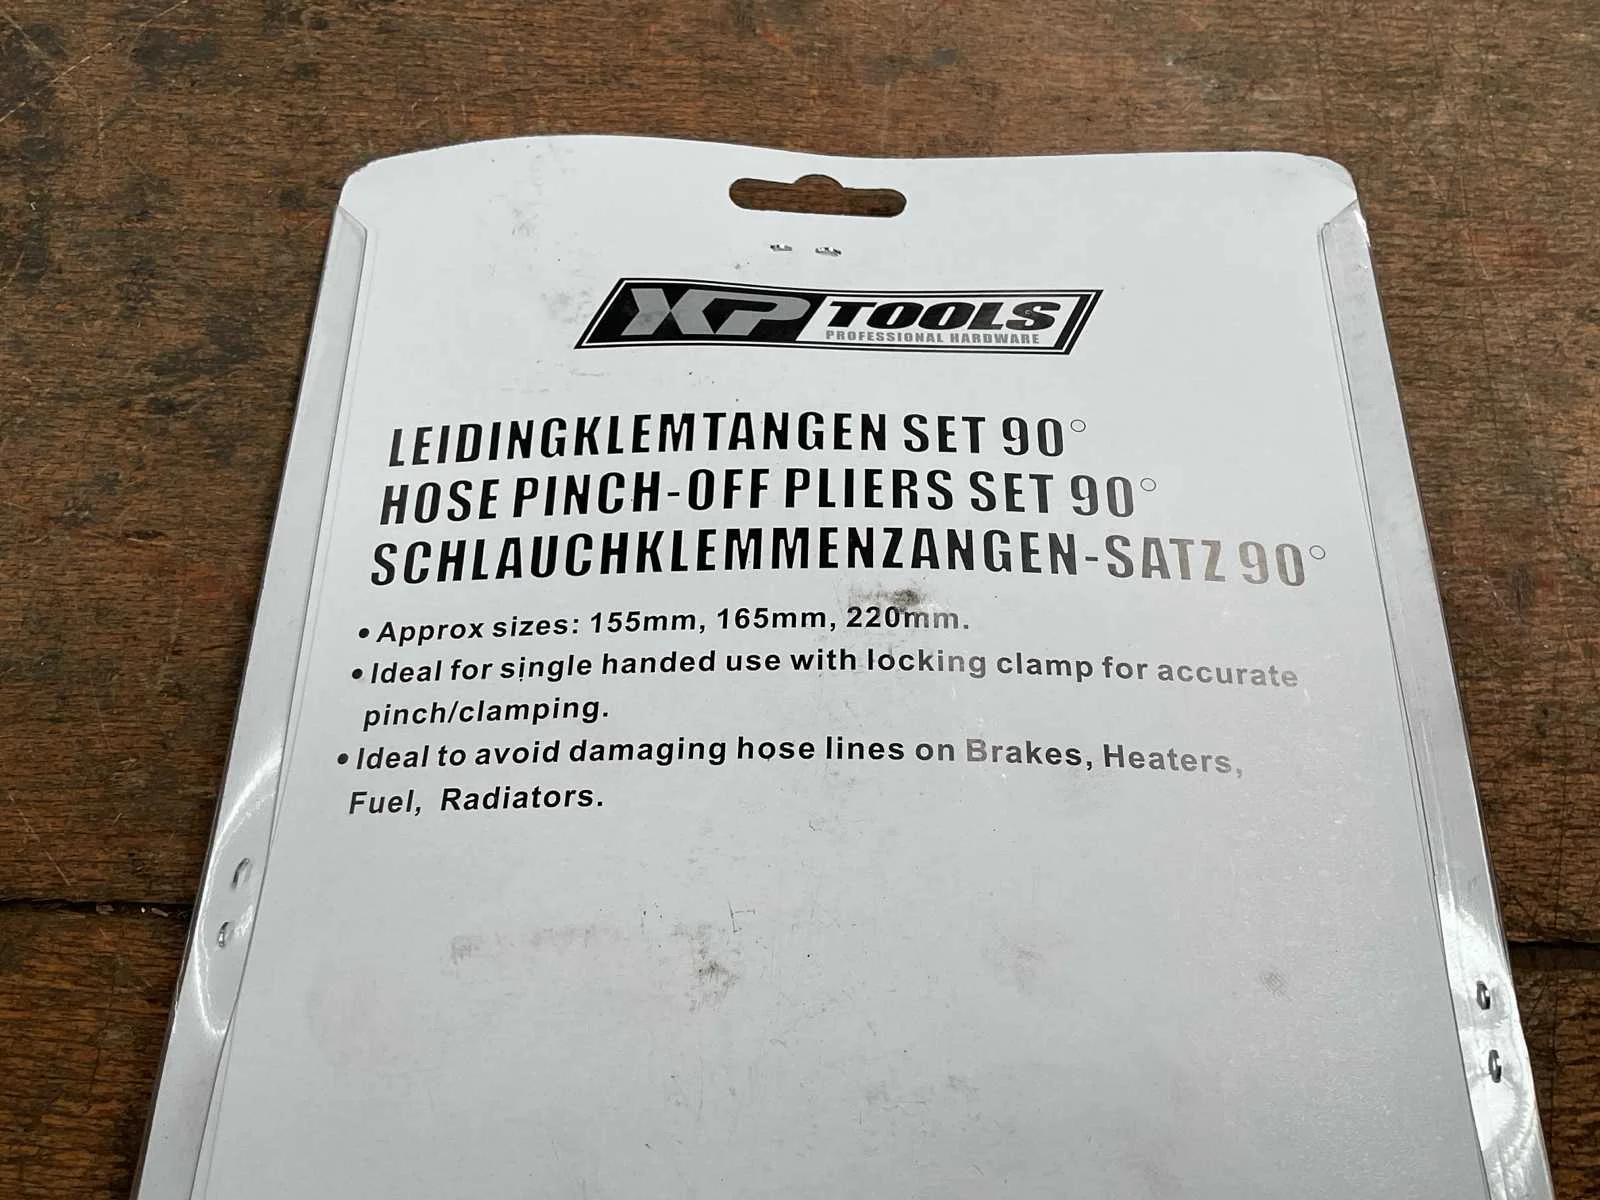 XP TOOLS
PROFESSIONAL HARDWARE
LEIDINGKLEMTANGEN SET 90°
HOSE PINCH-OFF PLIERS SET 90°
SCHLAUCHKLEMMENZANGEN-SATZ 90°
• Approx sizes: 155mm, 165mm, 220mm.
• Ideal for single handed use with locking clamp for accurate
pinch/clamping.
• Ideal to avoid damaging hose lines on Brakes, Heaters,
Fuel, Radiators.